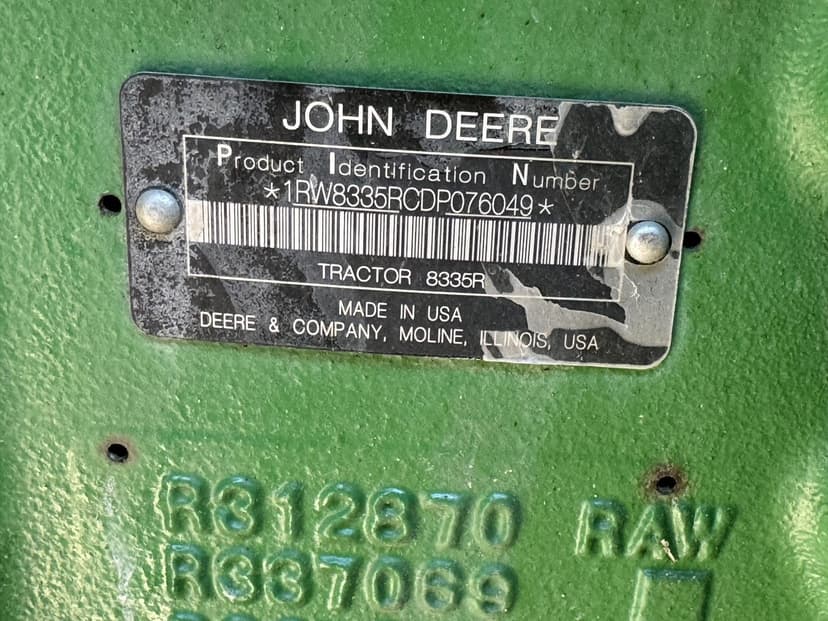 JOHN DEERE
Product Identification Number
*1RW8335RCDP076049*
TRACTOR 8335R
MADE IN USA
DEERE & COMPANY, MOLINE, ILLINOIS, USA
R312870 RAW
R337069